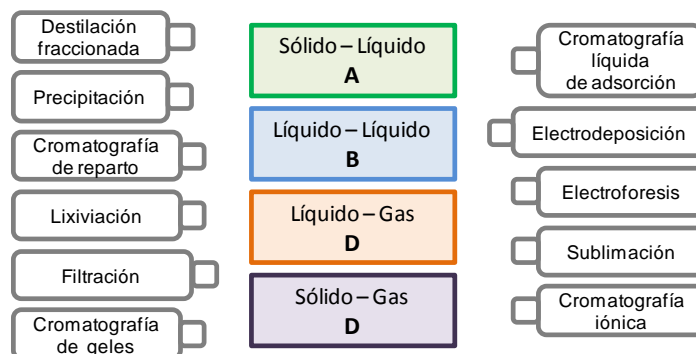 Destilación
fraccionada
Precipitación
Cromatografía
de reparto
Lixiviación
Filtración
Cromatografía
de geles
Sólido – Líquido
A
Líquido – Líquido
B
Líquido – Gas
D
Sólido – Gas
D
Cromatografía
líquida
de adsorción
Electrodeposición
Electroforesis
Sublimación
Cromatografía
iónica